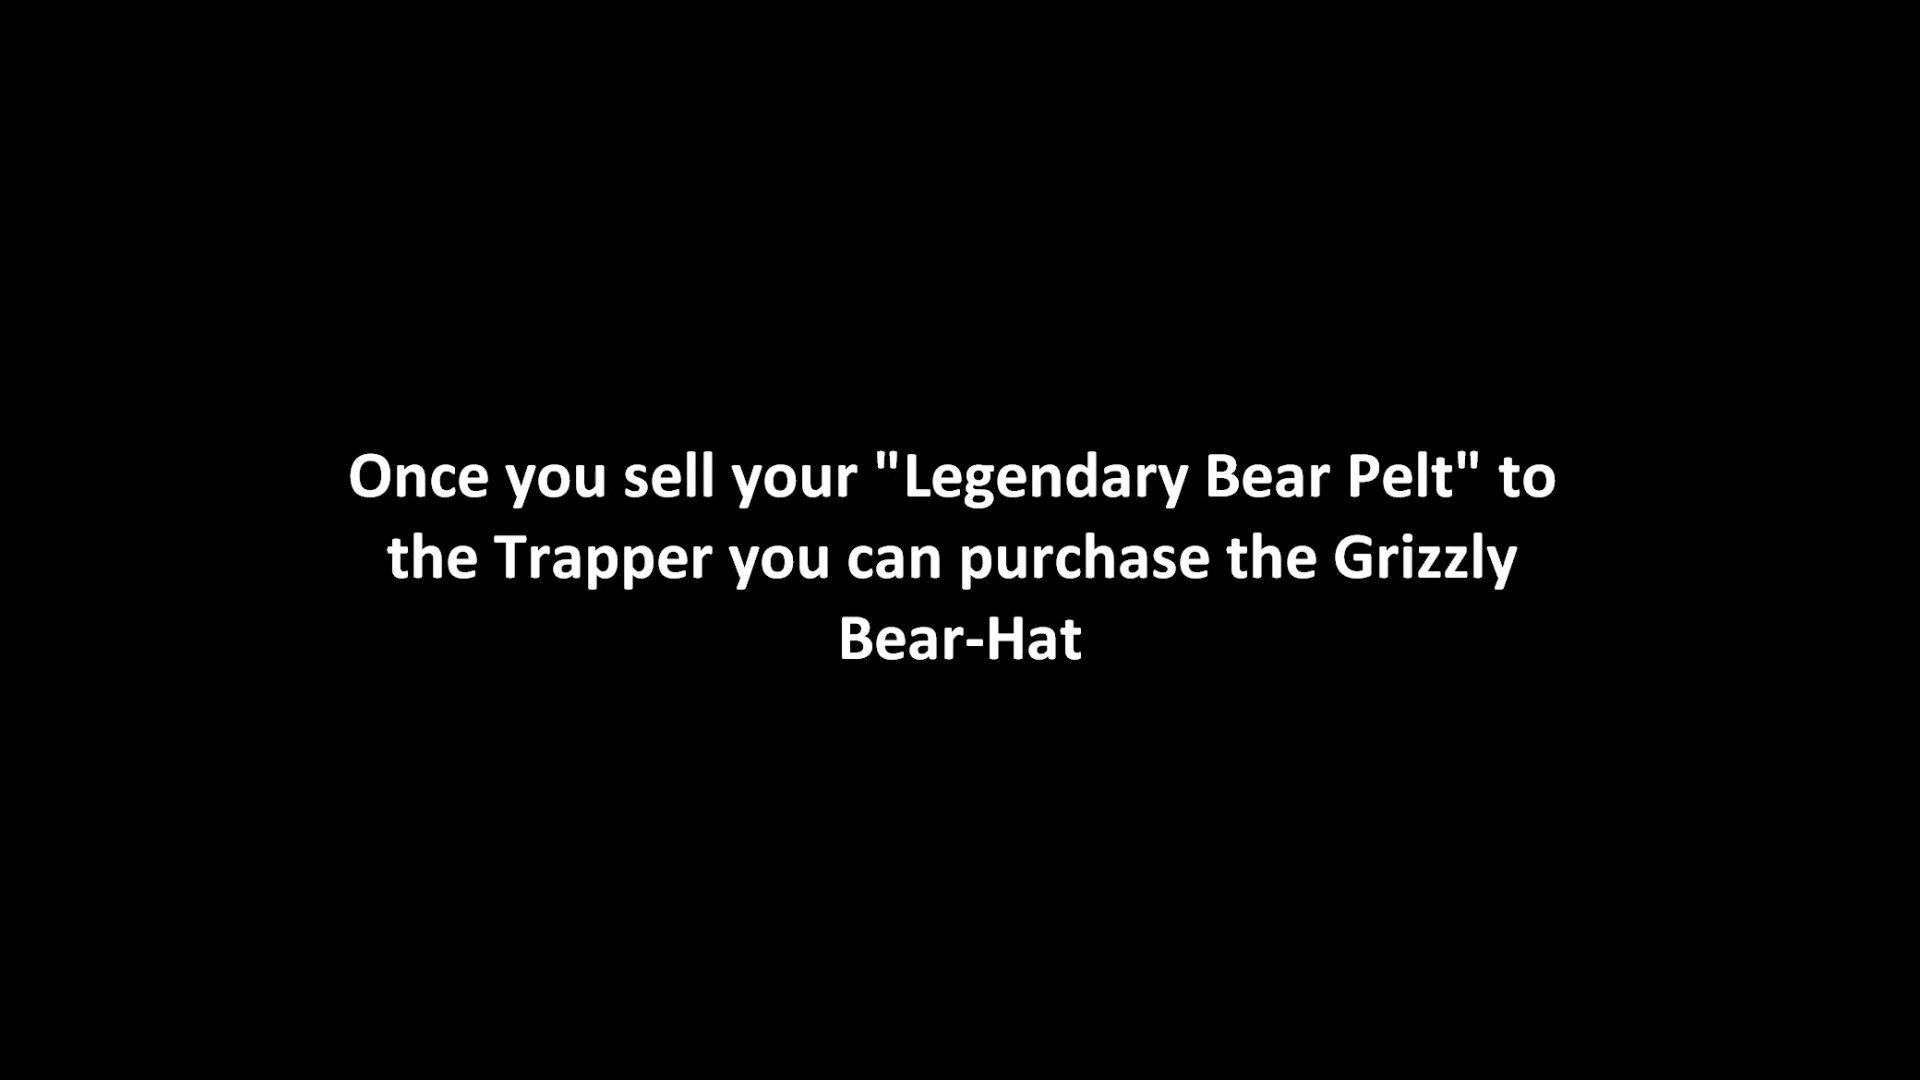 Once you sell your "Legendary Bear Pelt" to
the Trapper you can purchase the Grizzly
Bear-Hat